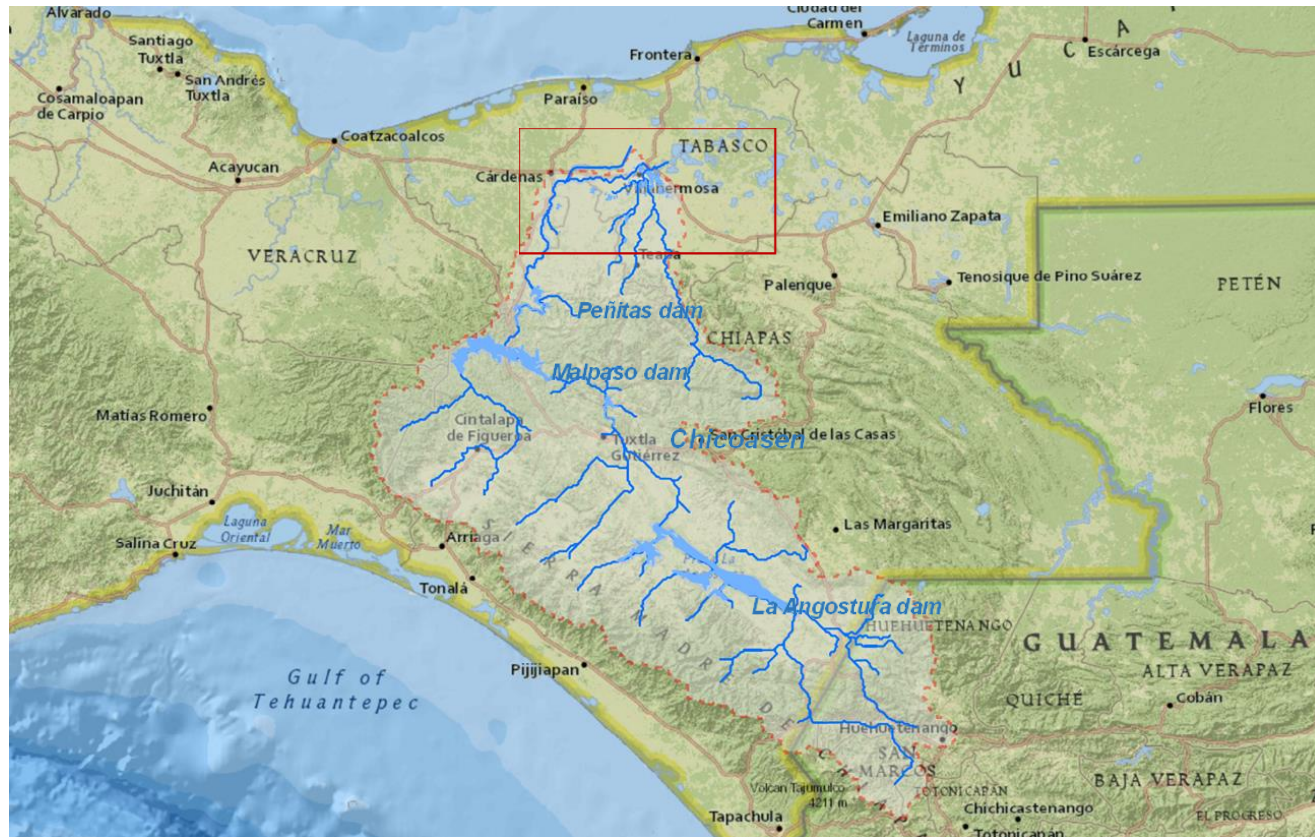 Alvarado
Ciudad del
Carmen
Laguna de
Términos
Escárcega
Y U C A
Santiago
Tuxtla
San Andrés
Tuxtla
Frontera
Paraíso
Cosamaloapan
de Carpio
Coatzacoalcos
Acayucan
TABASCO
Cárdenas
Villahermosa
Emiliano Zapata
VERACRUZ
Teapa
Palenque
Tenosique de Pino Suárez
PETÉN
Peñitas dam
CHIAPAS
Malpaso dam
Matías Romero
Flores
Cintalapa
de Figueroa
Tuxtla
Gutiérrez
San Cristóbal de las Casas
Chicoasen
Juchitán
Laguna
Oriental
Mar
Muerto
Salina Cruz
Arriaga
Las Margaritas
SIERRA MADRE DE
Tonalá
La Angostura dam
HUEHUETENANGO
GUATEMALA
ALTA VERAPAZ
Pijijiapan
Gulf of
Tehuantepec
QUICHÉ
Cobán
Huehuetenango
SAN
MARCOS
BAJA VERAPAZ
Volcán Tajumulco
4211 m
TOTONICAPÁN
Chichicastenango
EL PROGRESO
Tapachula
Totonicapán